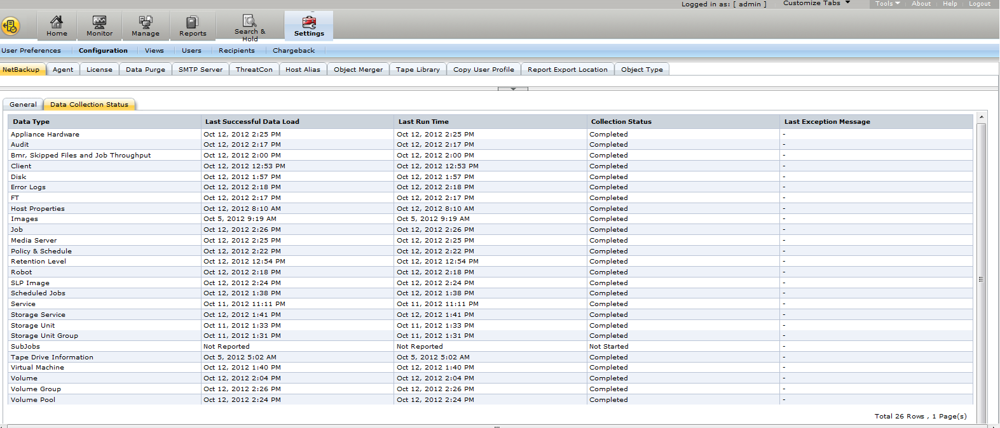 Logged in as: [ admin ] Customize Tabs Tools About Help Logout
Home Monitor Manage Reports Search & Hold Settings
User Preferences Configuration Views Users Recipients Chargeback
NetBackup Agent License Data Purge SMTP Server ThreatCon Host Alias Object Merger Tape Library Copy User Profile Report Export Location Object Type
General Data Collection Status
Data Type Last Successful Data Load Last Run Time Collection Status Last Exception Message
Appliance Hardware Oct 12, 2012 2:25 PM Oct 12, 2012 2:25 PM Completed -
Audit Oct 12, 2012 2:17 PM Oct 12, 2012 2:17 PM Completed -
Bmr, Skipped Files and Job Throughput Oct 12, 2012 2:00 PM Oct 12, 2012 2:00 PM Completed -
Client Oct 12, 2012 12:53 PM Oct 12, 2012 12:53 PM Completed -
Disk Oct 12, 2012 1:57 PM Oct 12, 2012 1:57 PM Completed -
Error Logs Oct 12, 2012 2:18 PM Oct 12, 2012 2:18 PM Completed -
FT Oct 12, 2012 2:17 PM Oct 12, 2012 2:17 PM Completed -
Host Properties Oct 12, 2012 8:10 AM Oct 12, 2012 8:10 AM Completed -
Images Oct 5, 2012 9:19 AM Oct 5, 2012 9:19 AM Completed -
Job Oct 12, 2012 2:26 PM Oct 12, 2012 2:26 PM Completed -
Media Server Oct 12, 2012 2:25 PM Oct 12, 2012 2:25 PM Completed -
Policy & Schedule Oct 12, 2012 2:22 PM Oct 12, 2012 2:22 PM Completed -
Retention Level Oct 12, 2012 12:54 PM Oct 12, 2012 12:54 PM Completed -
Robot Oct 12, 2012 2:18 PM Oct 12, 2012 2:18 PM Completed -
SLP Image Oct 12, 2012 2:24 PM Oct 12, 2012 2:24 PM Completed -
Scheduled Jobs Oct 12, 2012 1:38 PM Oct 12, 2012 1:38 PM Completed -
Service Oct 11, 2012 11:11 PM Oct 11, 2012 11:11 PM Completed -
Storage Service Oct 12, 2012 1:41 PM Oct 12, 2012 1:41 PM Completed -
Storage Unit Oct 11, 2012 1:33 PM Oct 11, 2012 1:33 PM Completed -
Storage Unit Group Oct 11, 2012 1:31 PM Oct 11, 2012 1:31 PM Completed -
SubJobs Not Reported Not Reported Not Started -
Tape Drive Information Oct 5, 2012 5:02 AM Oct 5, 2012 5:02 AM Completed -
Virtual Machine Oct 12, 2012 1:40 PM Oct 12, 2012 1:40 PM Completed -
Volume Oct 12, 2012 2:04 PM Oct 12, 2012 2:04 PM Completed -
Volume Group Oct 12, 2012 2:26 PM Oct 12, 2012 2:26 PM Completed -
Volume Pool Oct 12, 2012 2:24 PM Oct 12, 2012 2:24 PM Completed -
Total 26 Rows , 1 Page(s)